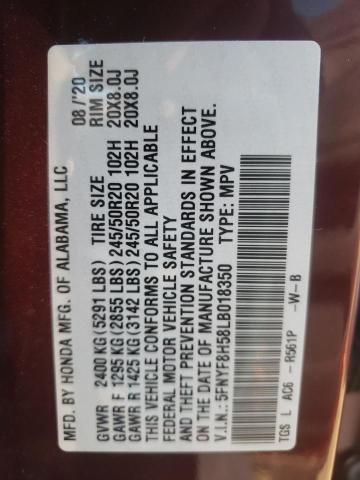 MFD. BY HONDA MFG. OF ALABAMA, LLC 08 /'20
GVWR 2400 KG (5291 LBS) TIRE SIZE RIM SIZE
GAWR F 1295 KG (2855 LBS) 245/50R20 102H 20X8.0J
GAWR R 1425 KG (3142 LBS) 245/50R20 102H 20X8.0J
THIS VEHICLE CONFORMS TO ALL APPLICABLE
FEDERAL MOTOR VEHICLE SAFETY
AND THEFT PREVENTION STANDARDS IN EFFECT
ON THE DATE OF MANUFACTURE SHOWN ABOVE.
V.I.N.: 5FNYF8H58LB018350 TYPE: MPV
TGS L AC6 -R561P -W-B